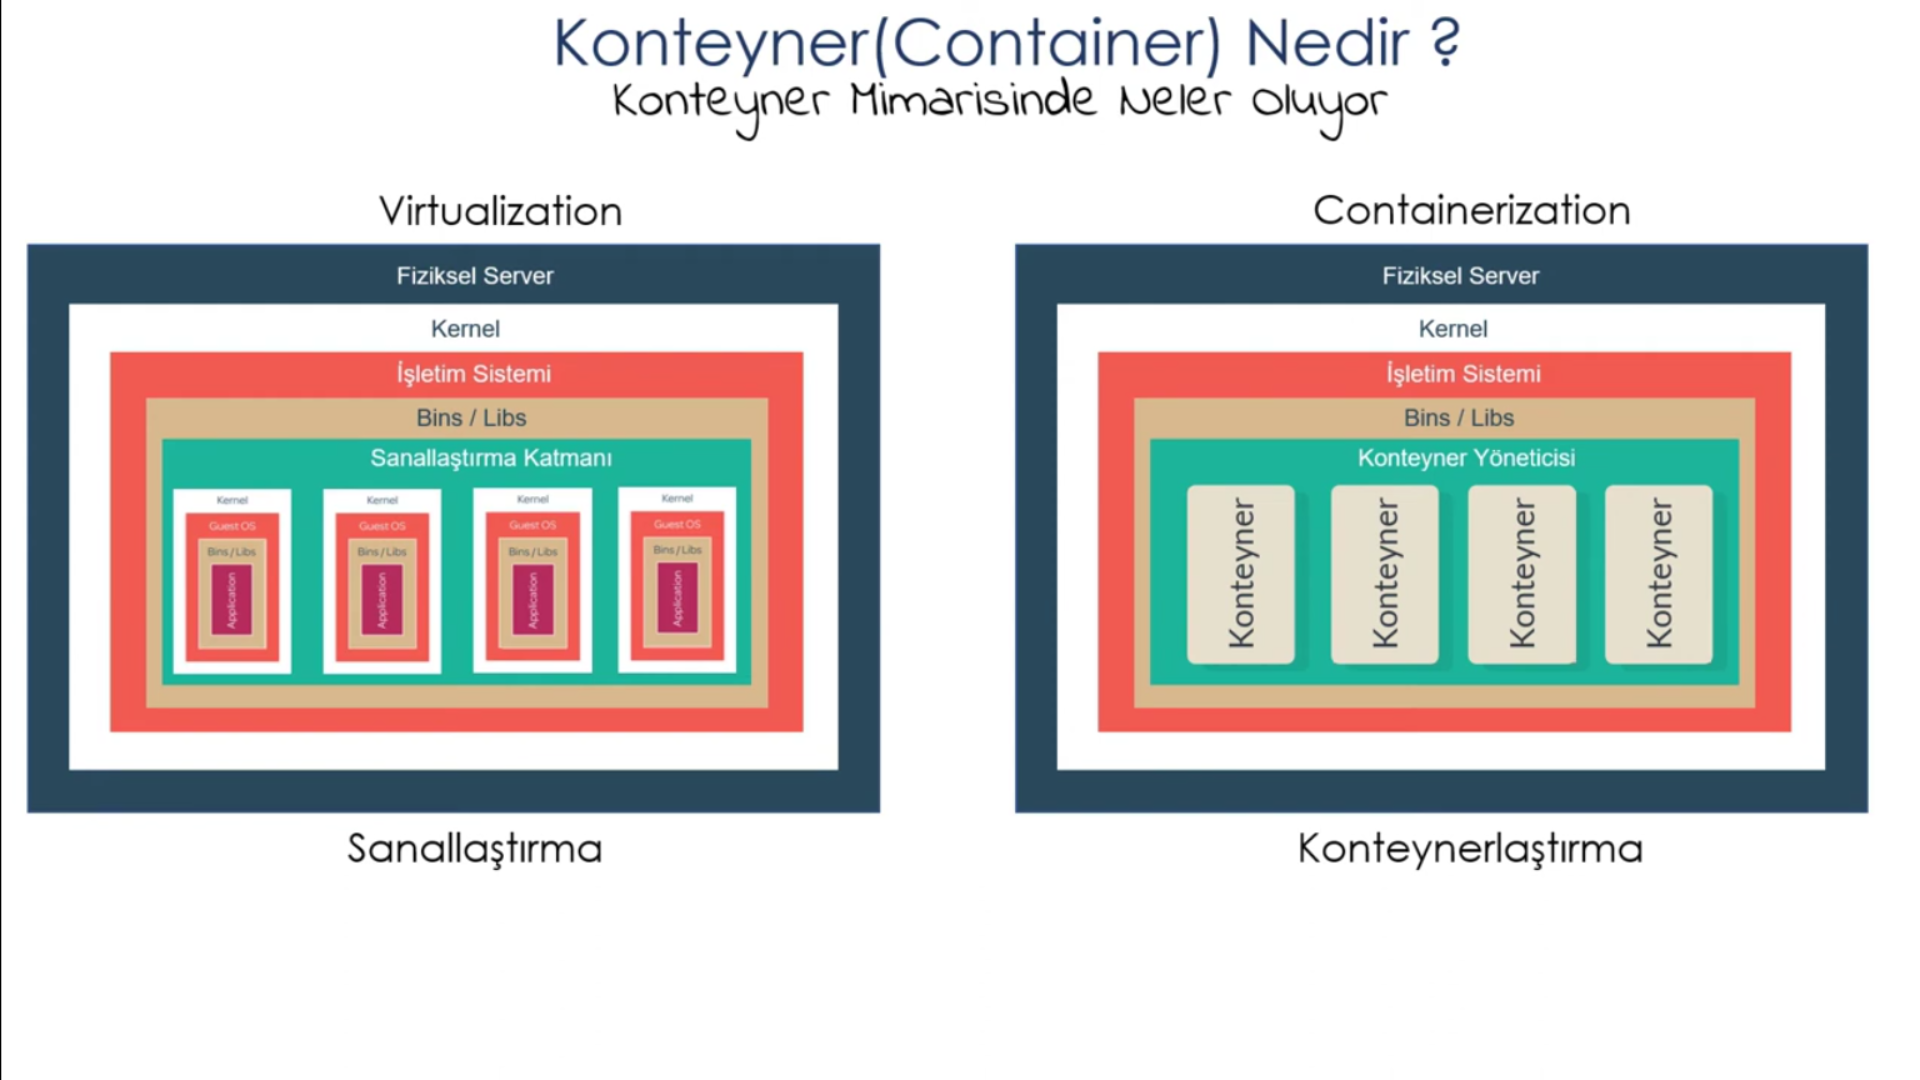 Konteyner(Container) Nedir ?
Konteyner Mimarisinde Neler Oluyor
Virtualization
Fiziksel Server
Kernel
İşletim Sistemi
Bins / Libs
Sanallaştırma Katmanı
Kernel
Guest OS
Bins/Libs
Application
Kernel
Guest OS
Bins/Libs
Application
Kernel
Guest OS
Bins/Libs
Application
Kernel
Guest OS
Bins/Libs
Application
Sanallaştırma
Containerization
Fiziksel Server
Kernel
İşletim Sistemi
Bins / Libs
Konteyner Yöneticisi
Konteyner
Konteyner
Konteyner
Konteyner
Konteynerlaştırma